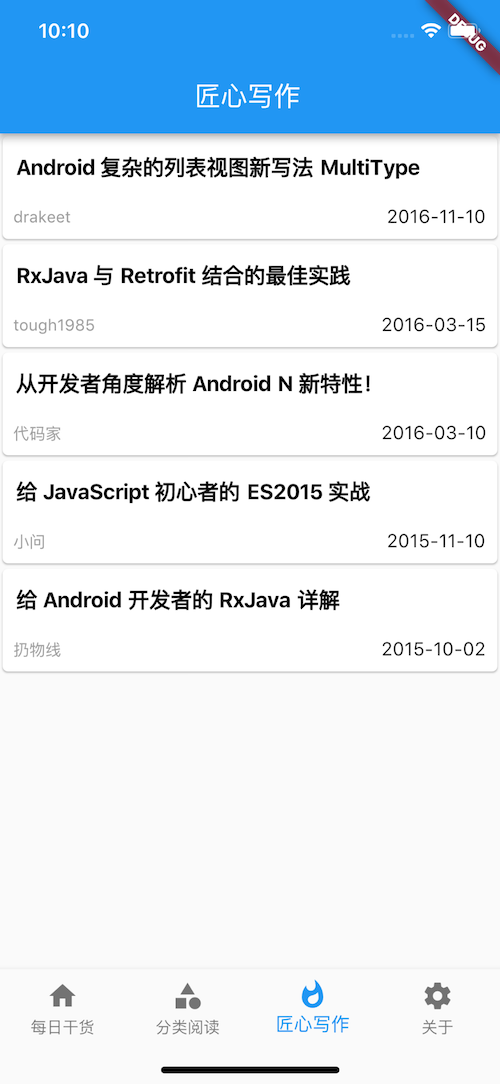 10:10
DEBUG
匠心写作
Android 复杂的列表视图新写法 MultiType
drakeet 2016-11-10
RxJava 与 Retrofit 结合的最佳实践
tough1985 2016-03-15
从开发者角度解析 Android N 新特性！
代码家 2016-03-10
给 JavaScript 初心者的 ES2015 实战
小问 2015-11-10
给 Android 开发者的 RxJava 详解
扔物线 2015-10-02
每日干货 分类阅读 匠心写作 关于